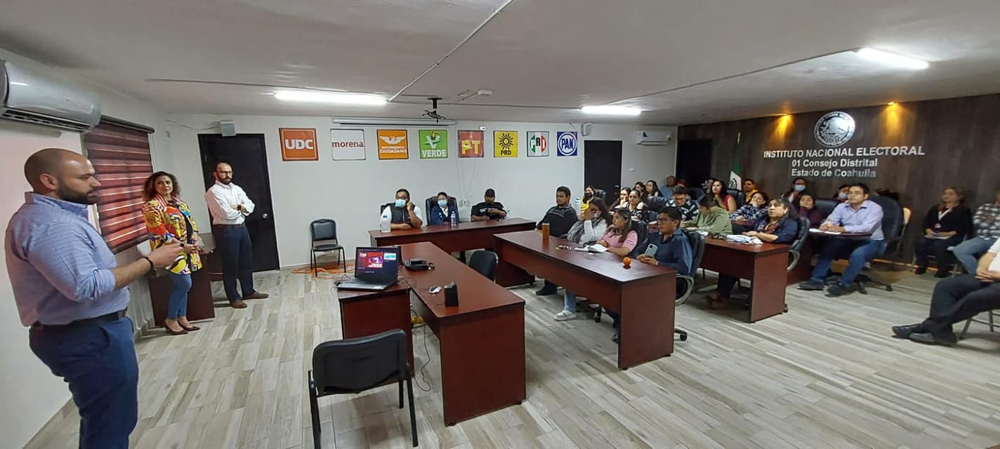 UDC
morena
MOVIMIENTO
CIUDADANO
VERDE
PT
PRD
PRI
PAN
INSTITUTO NACIONAL ELECTORAL
01 Consejo Distrital
Estado de Coahuila